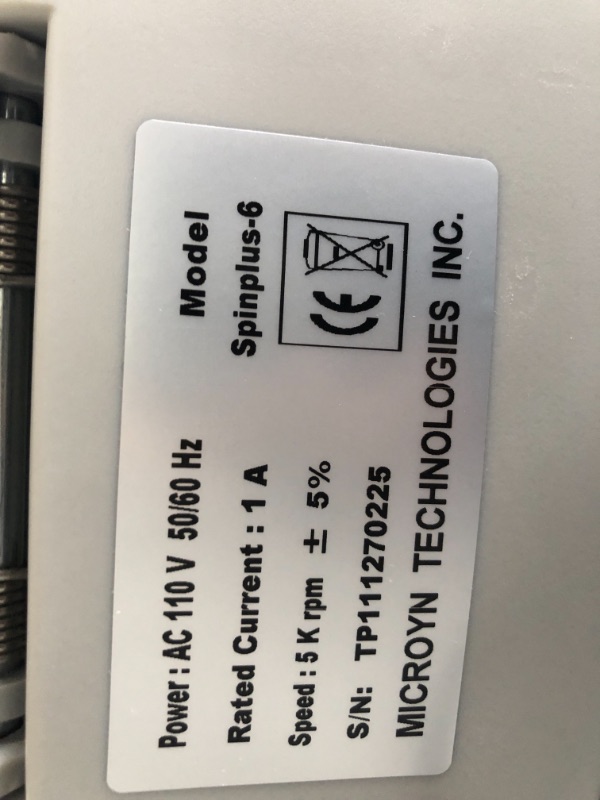 Power : AC 110 V 50/60 Hz Model
Rated Current : 1 A Spinplus-6
Speed : 5 K rpm ± 5%
CE
S/N: TP111270225
MICROYN TECHNOLOGIES INC.